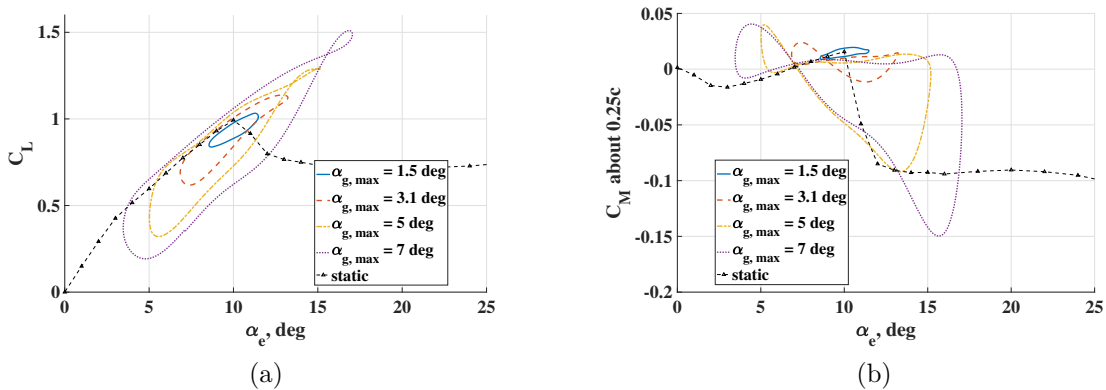 1.5
1
0.5
0
C_L
0 5 10 15 20 25
α_e, deg
α_g, max = 1.5 deg
α_g, max = 3.1 deg
α_g, max = 5 deg
α_g, max = 7 deg
static
(a)
0.05
0
-0.05
-0.1
-0.15
-0.2
C_M about 0.25c
0 5 10 15 20 25
α_e, deg
α_g, max = 1.5 deg
α_g, max = 3.1 deg
α_g, max = 5 deg
α_g, max = 7 deg
static
(b)